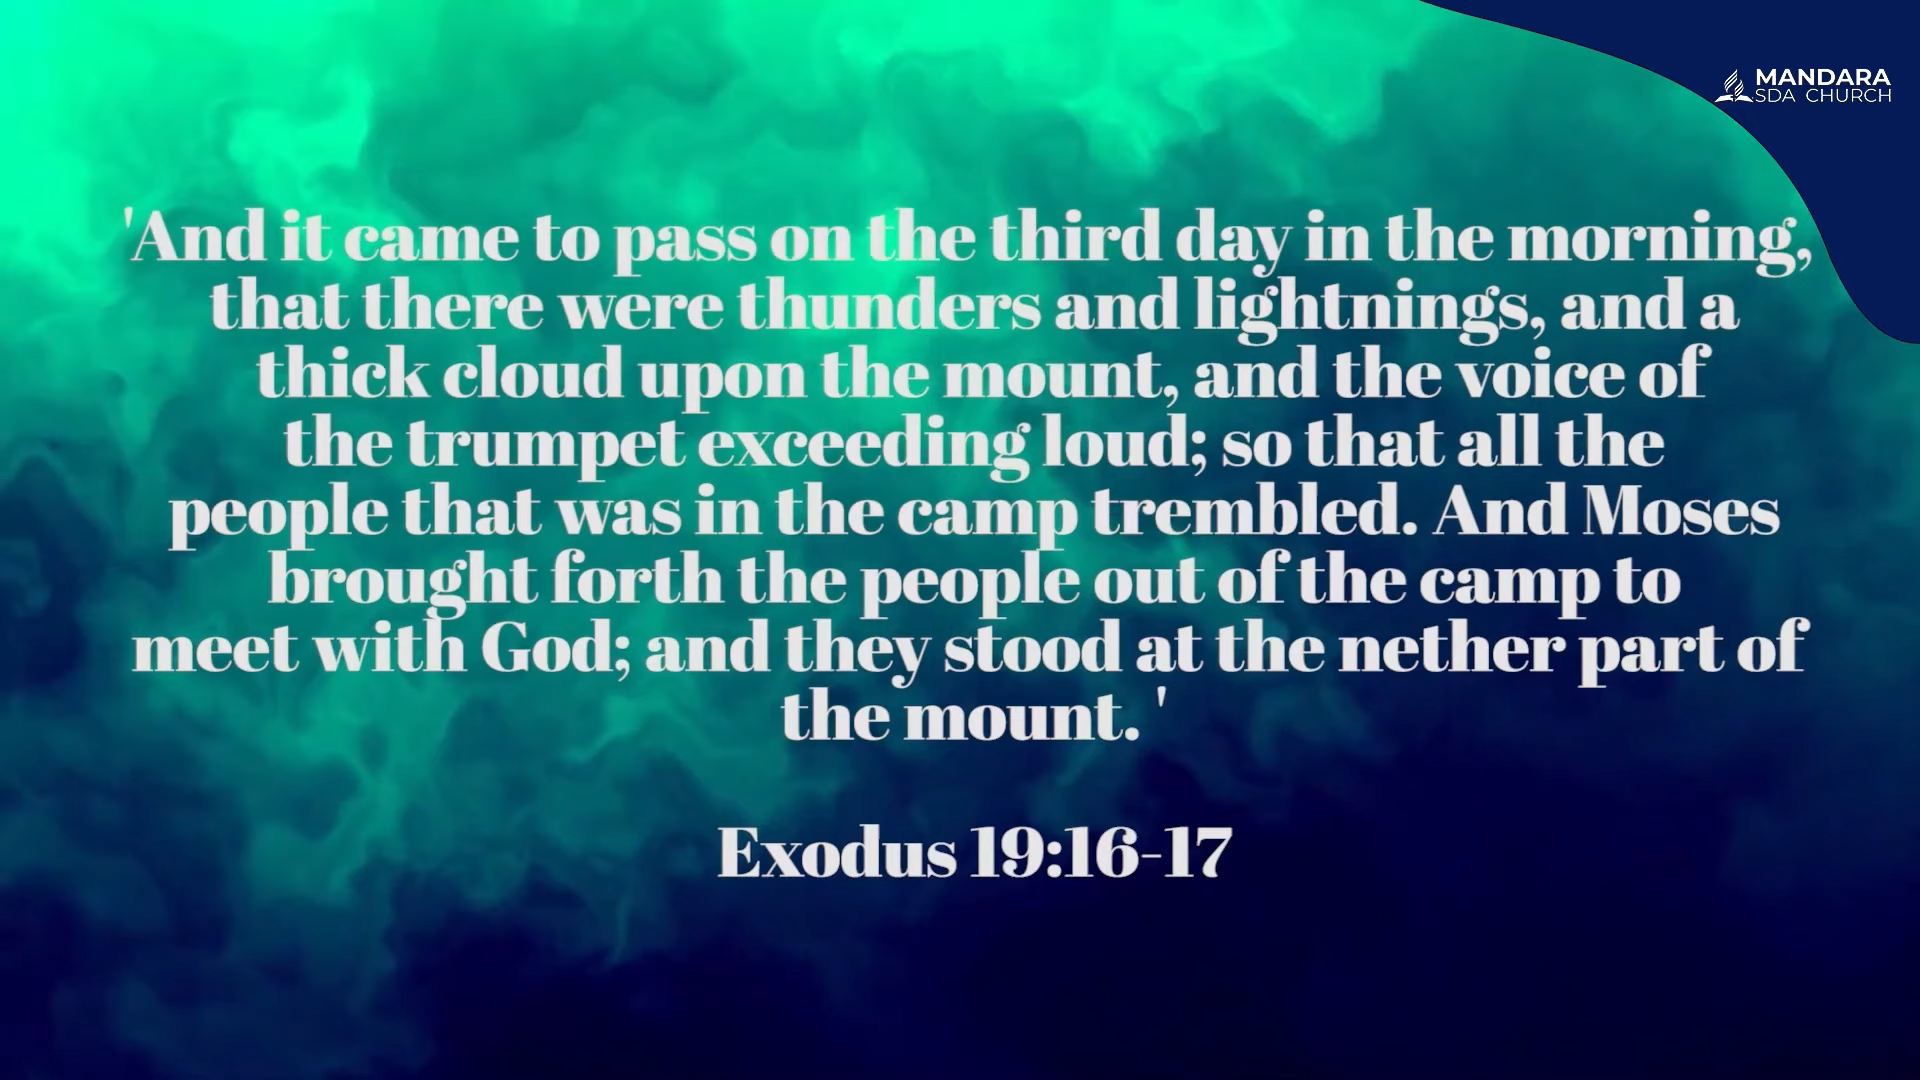 MANDARA
SDA CHURCH
'And it came to pass on the third day in the morning,
that there were thunders and lightnings, and a
thick cloud upon the mount, and the voice of
the trumpet exceeding loud; so that all the
people that was in the camp trembled. And Moses
brought forth the people out of the camp to
meet with God; and they stood at the nether part of
the mount. '
Exodus 19:16-17